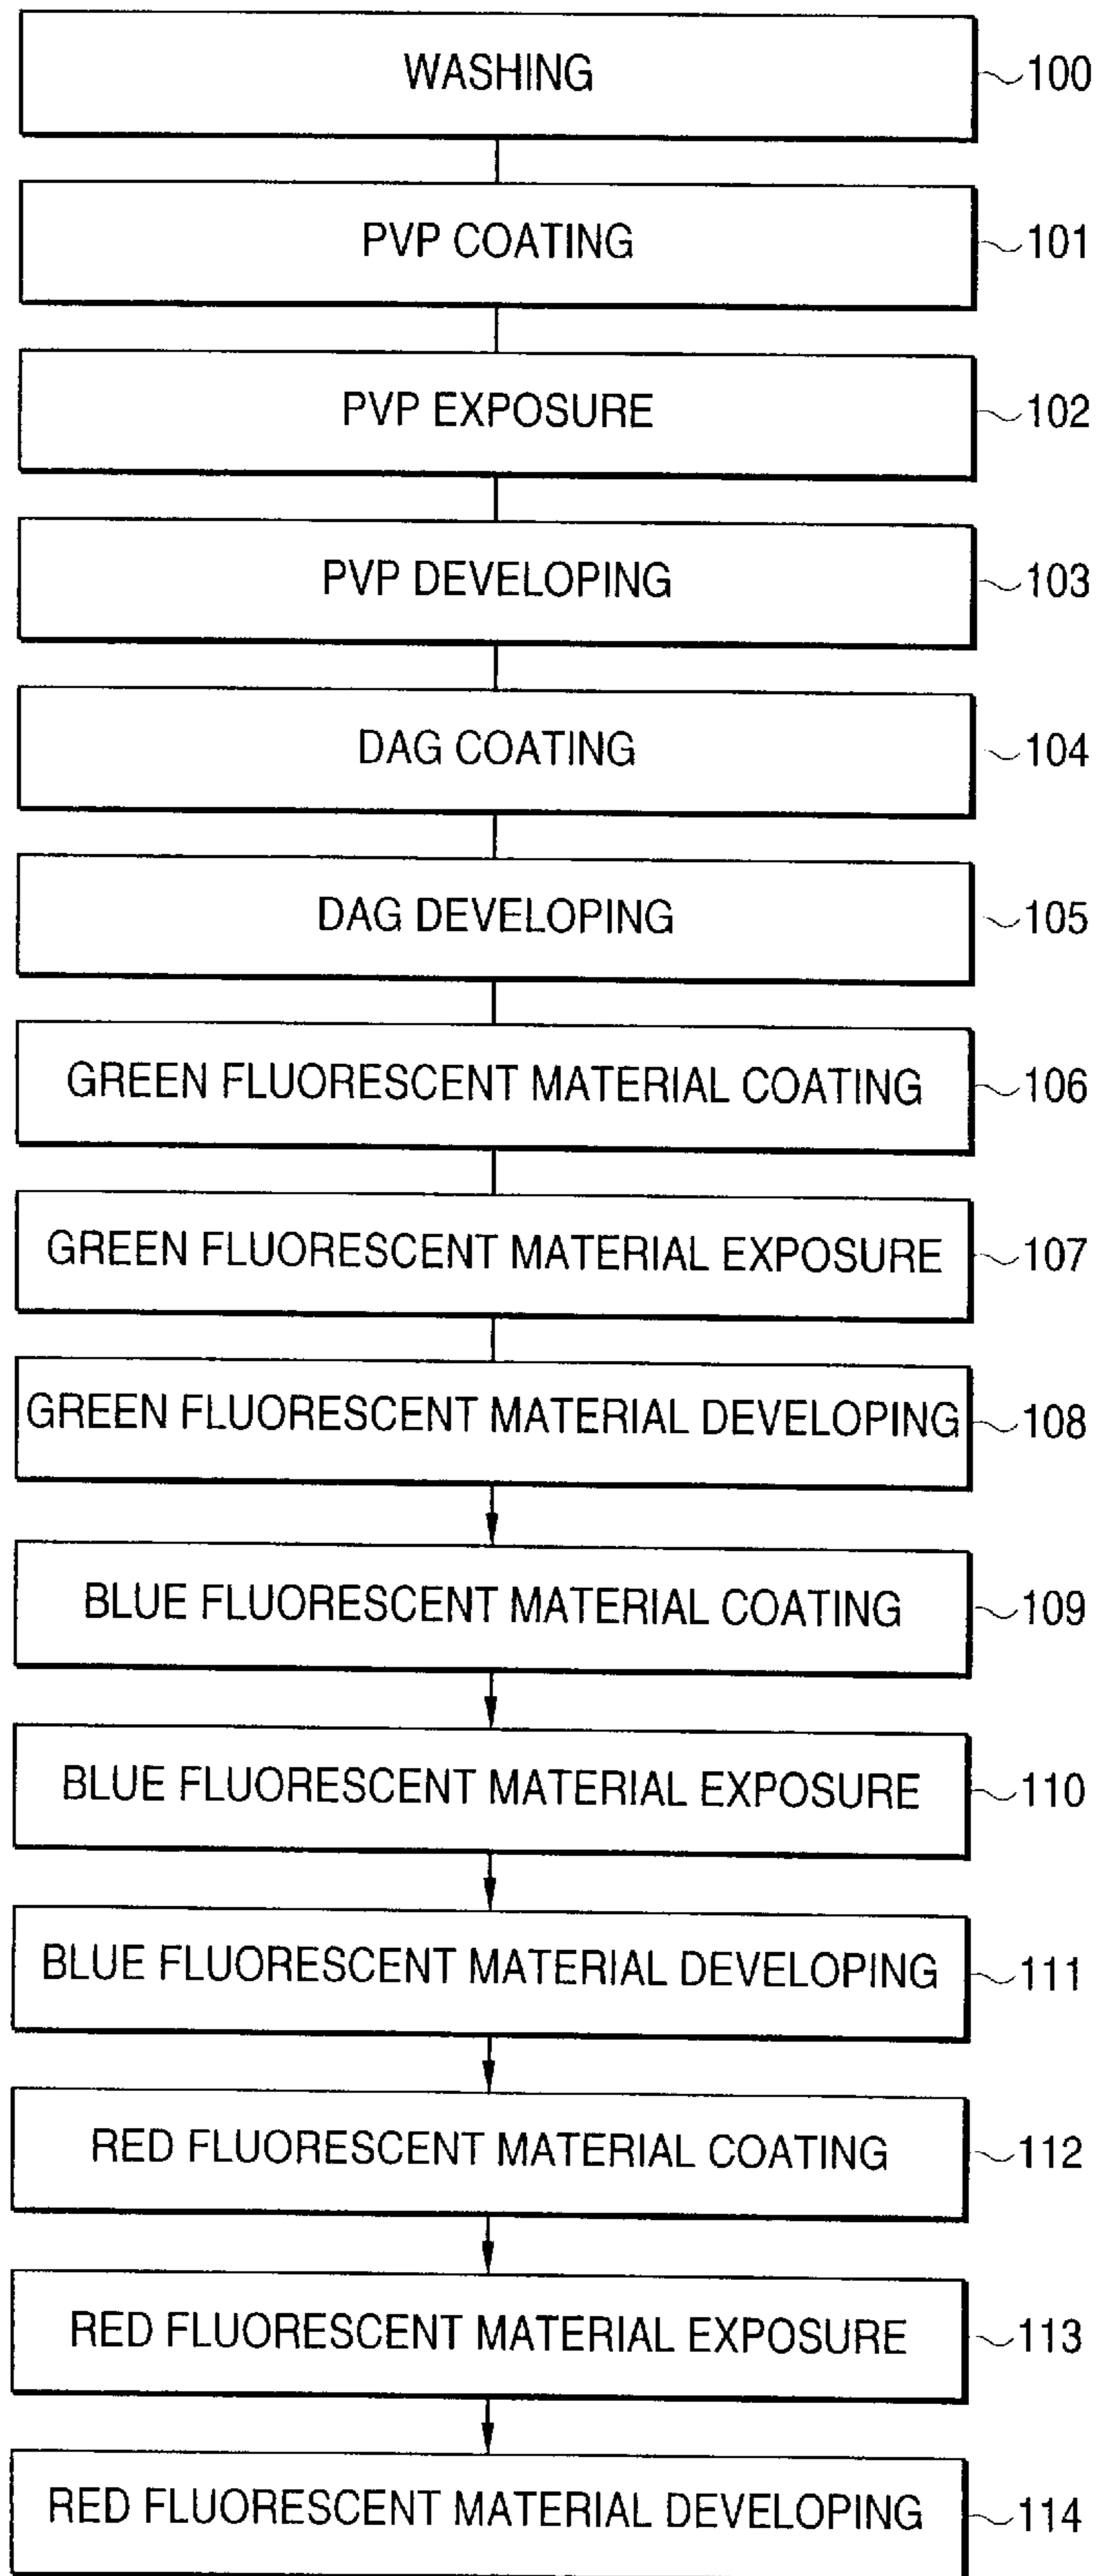 WASHING 100
PVP COATING 101
PVP EXPOSURE 102
PVP DEVELOPING 103
DAG COATING 104
DAG DEVELOPING 105
GREEN FLUORESCENT MATERIAL COATING 106
GREEN FLUORESCENT MATERIAL EXPOSURE 107
GREEN FLUORESCENT MATERIAL DEVELOPING 108
BLUE FLUORESCENT MATERIAL COATING 109
BLUE FLUORESCENT MATERIAL EXPOSURE 110
BLUE FLUORESCENT MATERIAL DEVELOPING 111
RED FLUORESCENT MATERIAL COATING 112
RED FLUORESCENT MATERIAL EXPOSURE 113
RED FLUORESCENT MATERIAL DEVELOPING 114